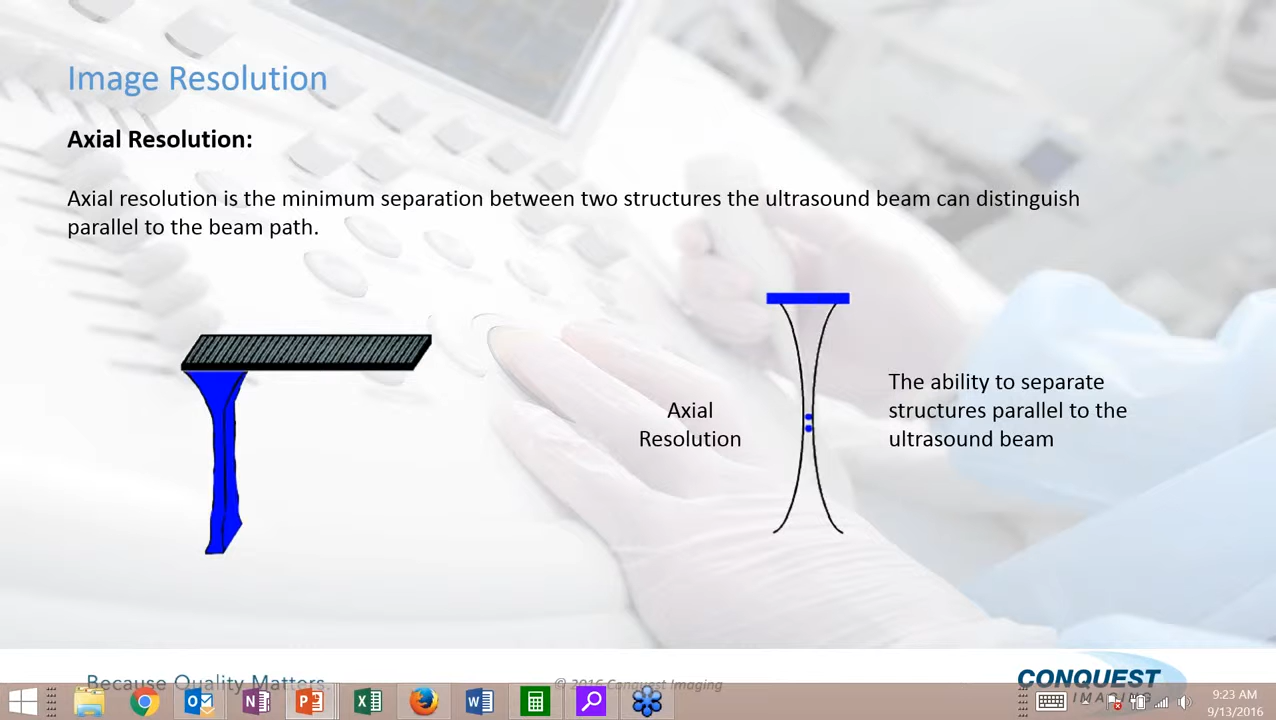 Image Resolution
Axial Resolution:
Axial resolution is the minimum separation between two structures the ultrasound beam can distinguish
parallel to the beam path.
Axial
Resolution
The ability to separate
structures parallel to the
ultrasound beam
Because Quality Matters.
© 2016 Conquest Imaging
CONQUEST
IMAGING
9:23 AM
9/13/2016